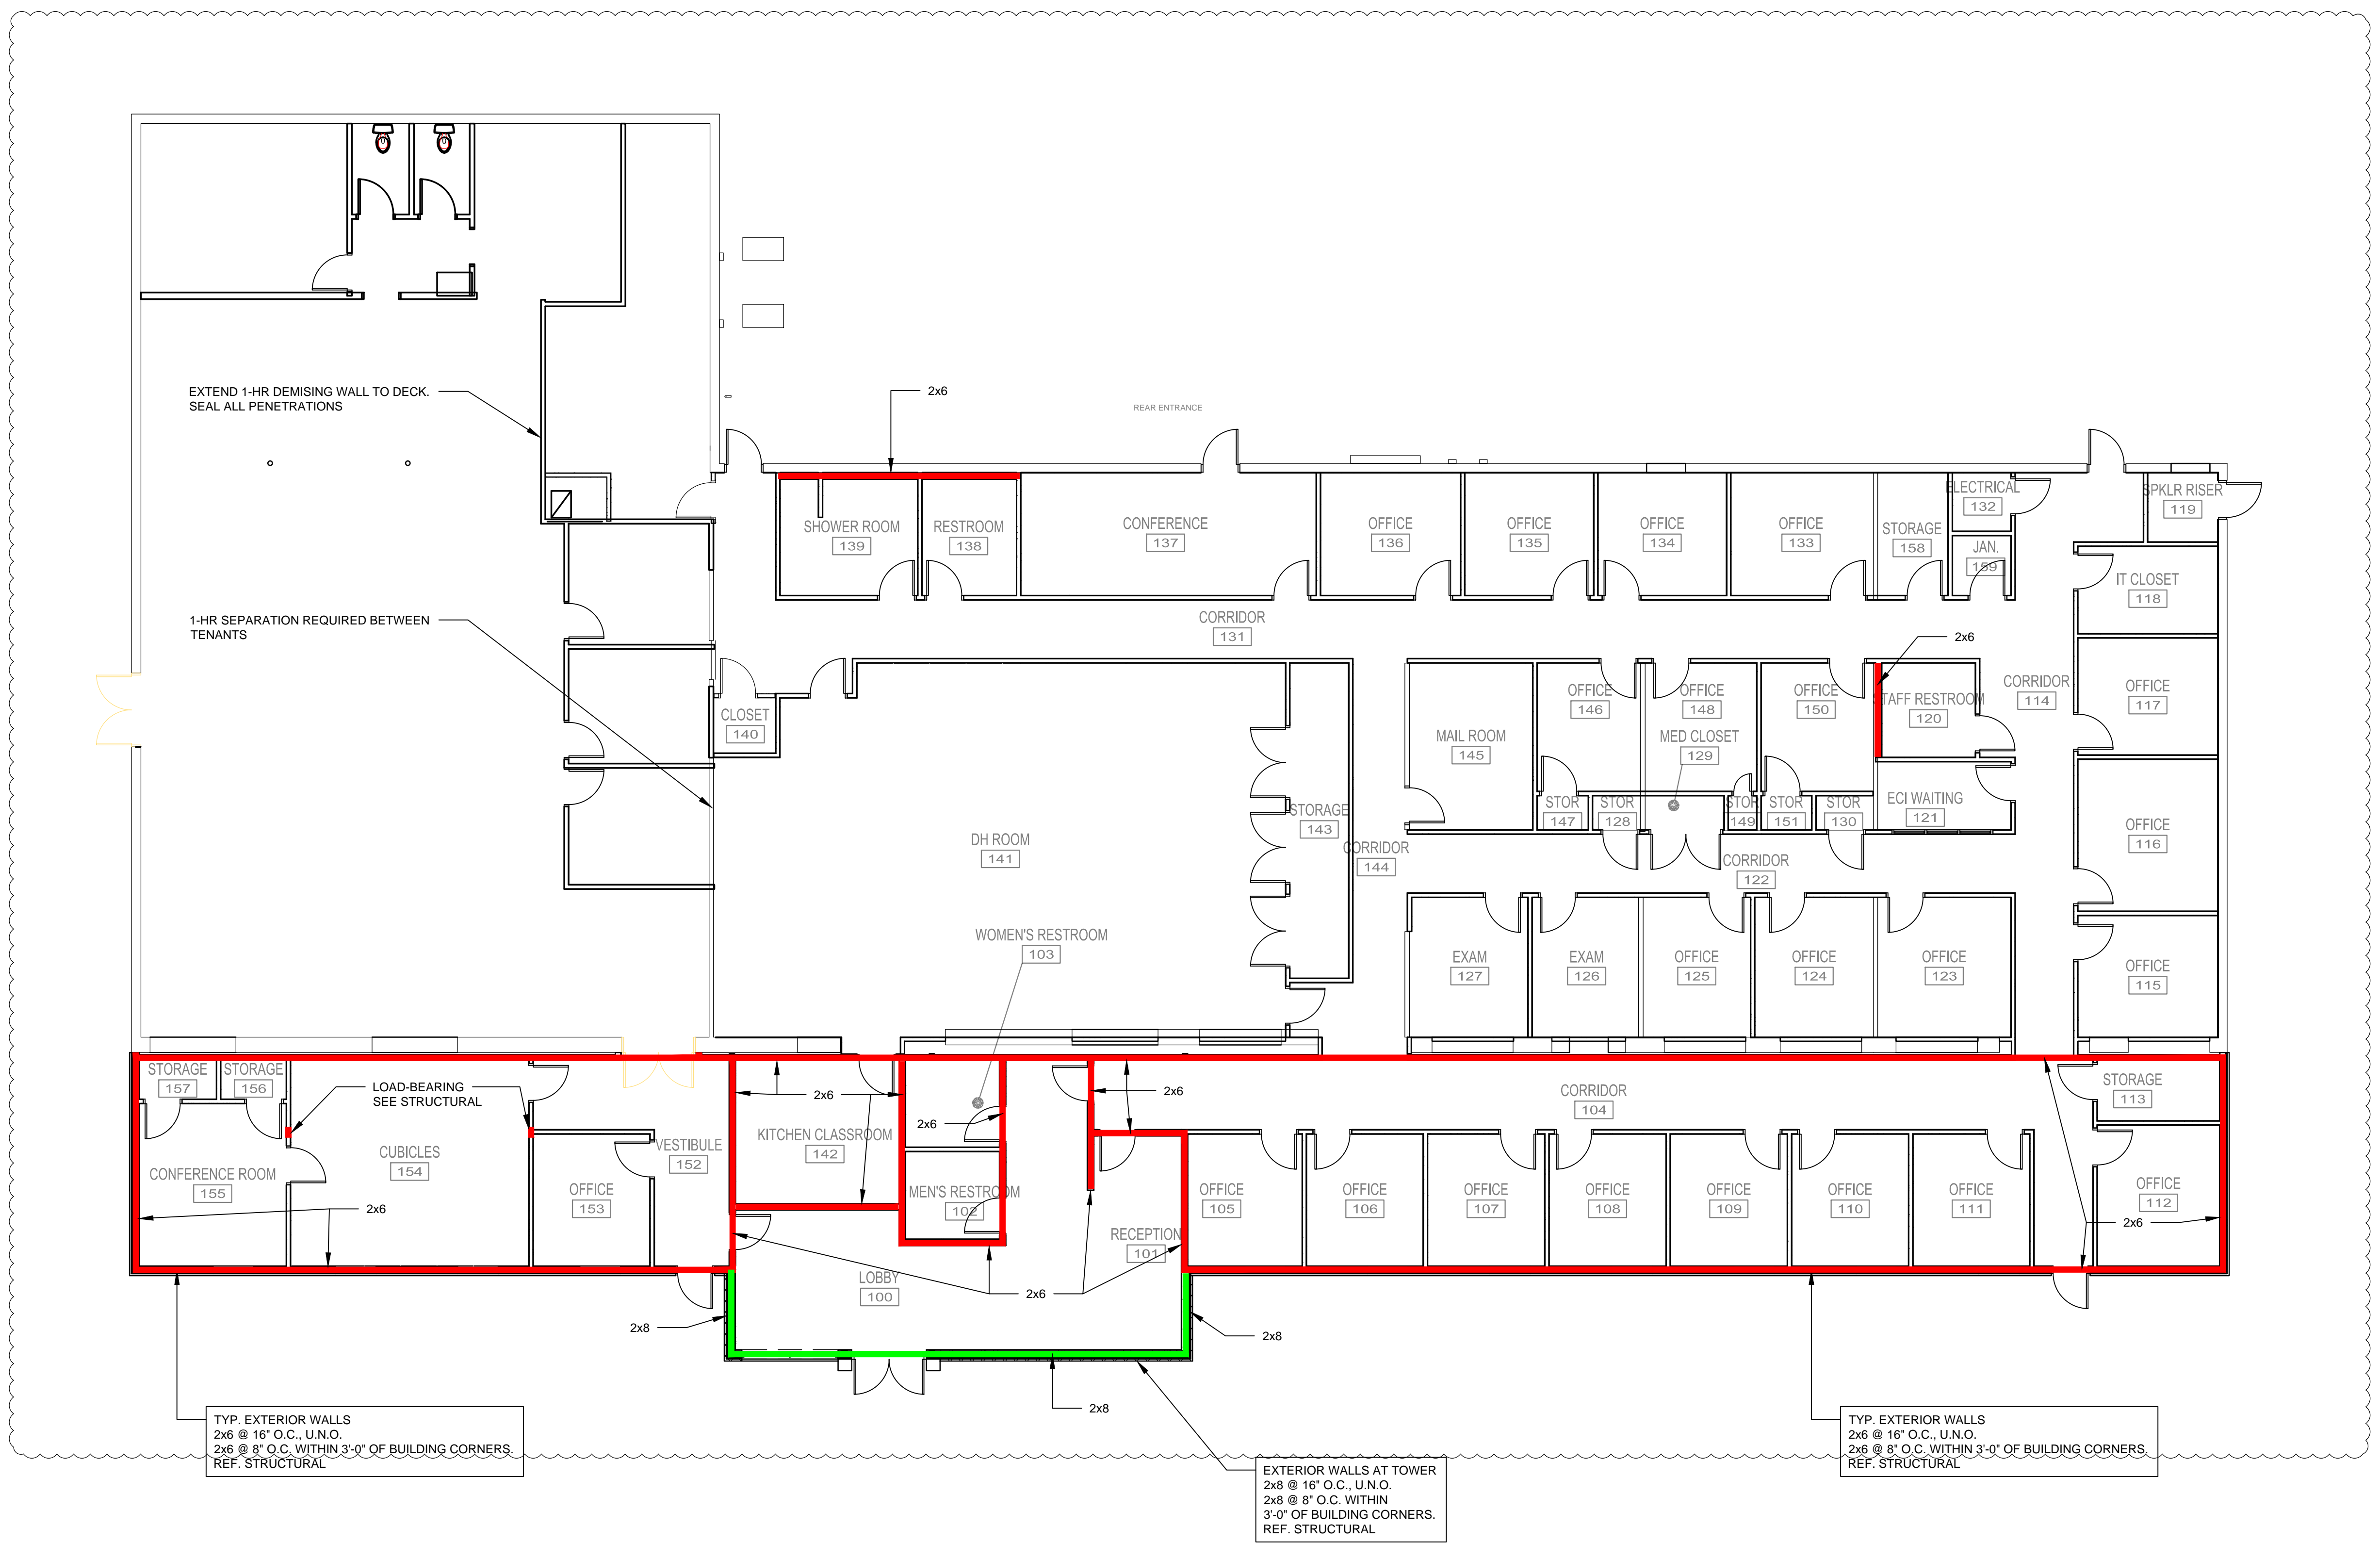 EXTEND 1-HR DEMISING WALL TO DECK.
SEAL ALL PENETRATIONS
2x6
REAR ENTRANCE
ELECTRICAL
132
SPKLR RISER
119
SHOWER ROOM
139
RESTROOM
138
CONFERENCE
137
OFFICE
136
OFFICE
135
OFFICE
134
OFFICE
133
STORAGE
158
JAN.
159
IT CLOSET
118
1-HR SEPARATION REQUIRED BETWEEN
TENANTS
CORRIDOR
131
2x6
CLOSET
140
MAIL ROOM
145
OFFICE
146
OFFICE
148
MED CLOSET
129
OFFICE
150
STAFF RESTROOM
120
CORRIDOR
114
OFFICE
117
STORAGE
143
STOR
147
STOR
128
STOR
149
STOR
151
STOR
130
ECI WAITING
121
DH ROOM
141
CORRIDOR
144
CORRIDOR
122
OFFICE
116
WOMEN'S RESTROOM
103
EXAM
127
EXAM
126
OFFICE
125
OFFICE
124
OFFICE
123
OFFICE
115
STORAGE
157
STORAGE
156
LOAD-BEARING
SEE STRUCTURAL
2x6
2x6
2x6
CORRIDOR
104
STORAGE
113
CONFERENCE ROOM
155
CUBICLES
154
OFFICE
153
VESTIBULE
152
KITCHEN CLASSROOM
142
MEN'S RESTROOM
102
RECEPTION
101
OFFICE
105
OFFICE
106
OFFICE
107
OFFICE
108
OFFICE
109
OFFICE
110
OFFICE
111
OFFICE
112
2x6
2x6
LOBBY
100
2x6
2x8
2x8
2x8
TYP. EXTERIOR WALLS
2x6 @ 16" O.C., U.N.O.
2x6 @ 8" O.C. WITHIN 3'-0" OF BUILDING CORNERS.
REF. STRUCTURAL
EXTERIOR WALLS AT TOWER
2x8 @ 16" O.C., U.N.O.
2x8 @ 8" O.C. WITHIN
3'-0" OF BUILDING CORNERS.
REF. STRUCTURAL
TYP. EXTERIOR WALLS
2x6 @ 16" O.C., U.N.O.
2x6 @ 8" O.C. WITHIN 3'-0" OF BUILDING CORNERS.
REF. STRUCTURAL